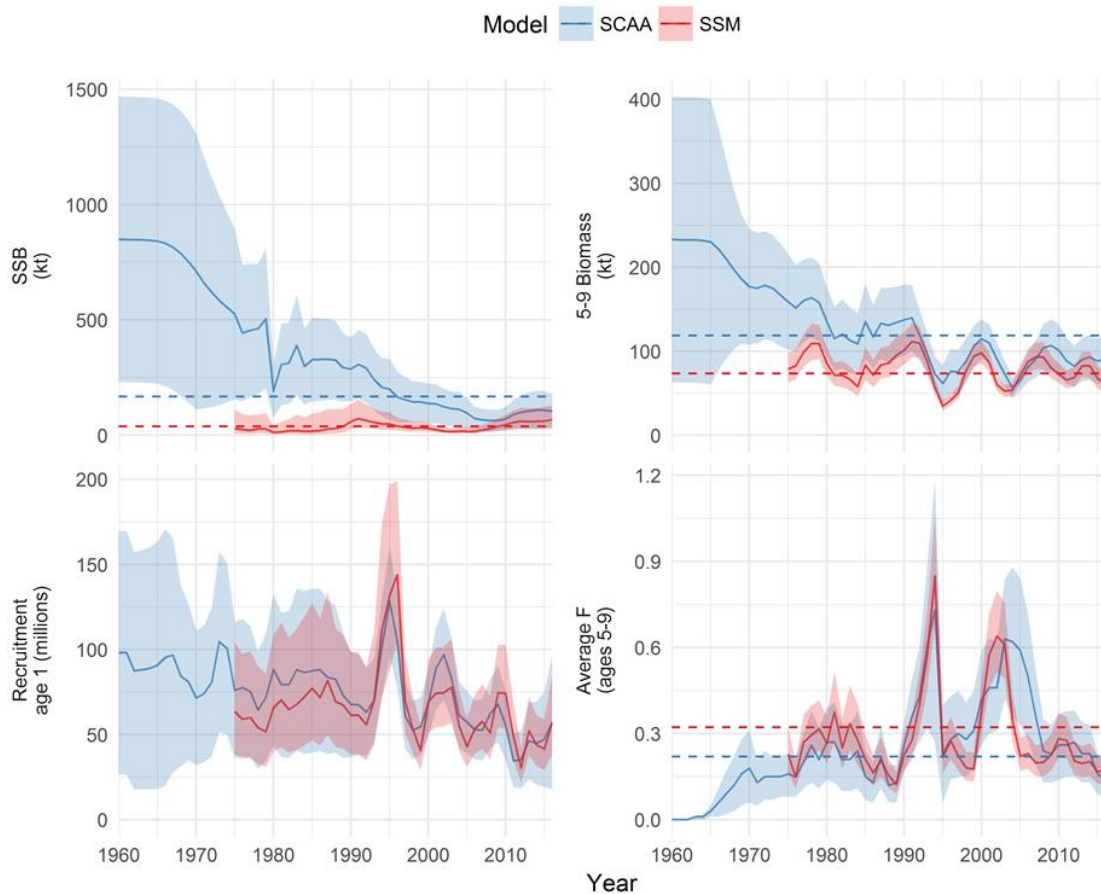 Model SCAA SSM
SSB
(kt)
1500
1000
500
0
5-9 Biomass
(kt)
400
300
200
100
0
Recruitment
age 1 (millions)
200
150
100
50
0
1960 1970 1980 1990 2000 2010
Average F
(ages 5-9)
1.2
0.9
0.6
0.3
0.0
1960 1970 1980 1990 2000 2010
Year